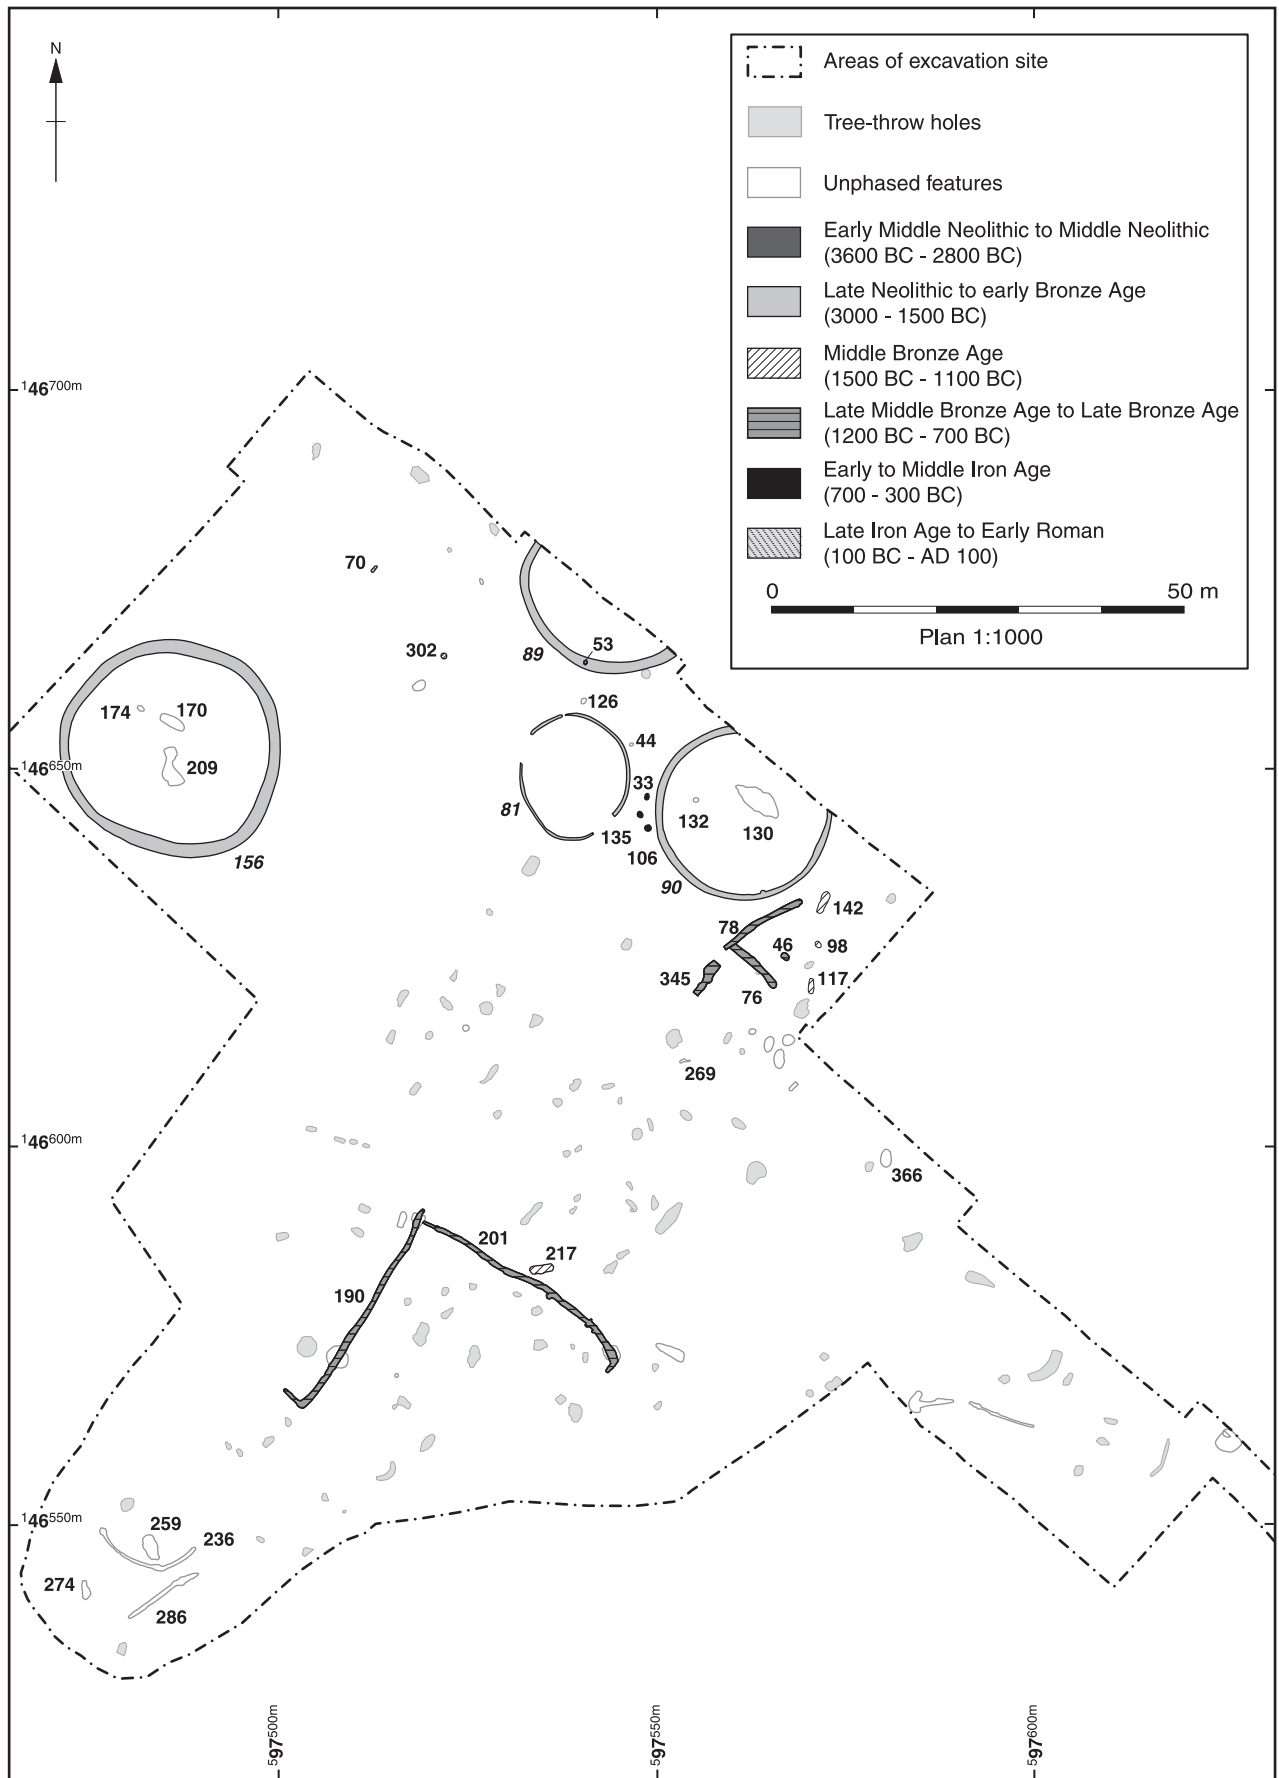 N
Areas of excavation site
Tree-throw holes
Unphased features
Early Middle Neolithic to Middle Neolithic
(3600 BC - 2800 BC)
Late Neolithic to early Bronze Age
(3000 - 1500 BC)
Middle Bronze Age
(1500 BC - 1100 BC)
Late Middle Bronze Age to Late Bronze Age
(1200 BC - 700 BC)
Early to Middle Iron Age
(700 - 300 BC)
Late Iron Age to Early Roman
(100 BC - AD 100)
0 50 m
Plan 1:1000
146700m
70
302
89
53
126
174
170
44
209
146650m
33
81
135
132
130
106
156
90
142
78
46
98
345
76
117
269
146600m
366
201
217
190
146550m
259
236
274
286
597500m
597550m
597600m